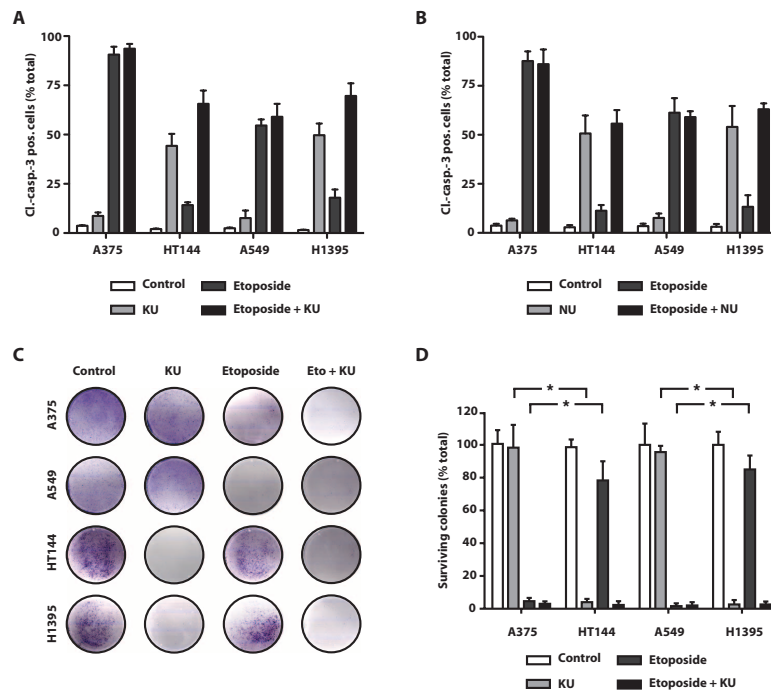 A
Cl.-casp.-3 pos. cells (% total)
100
75
50
25
0
A375 HT144 A549 H1395
Control Etoposide
KU Etoposide + KU
B
Cl.-casp.-3 pos. cells (% total)
100
75
50
25
0
A375 HT144 A549 H1395
Control Etoposide
NU Etoposide + NU
C
Control KU Etoposide Eto + KU
A375
A549
HT144
H1395
D
* *
* *
Surviving colonies (% total)
120
100
80
60
40
20
0
A375 HT144 A549 H1395
Control Etoposide
KU Etoposide + KU